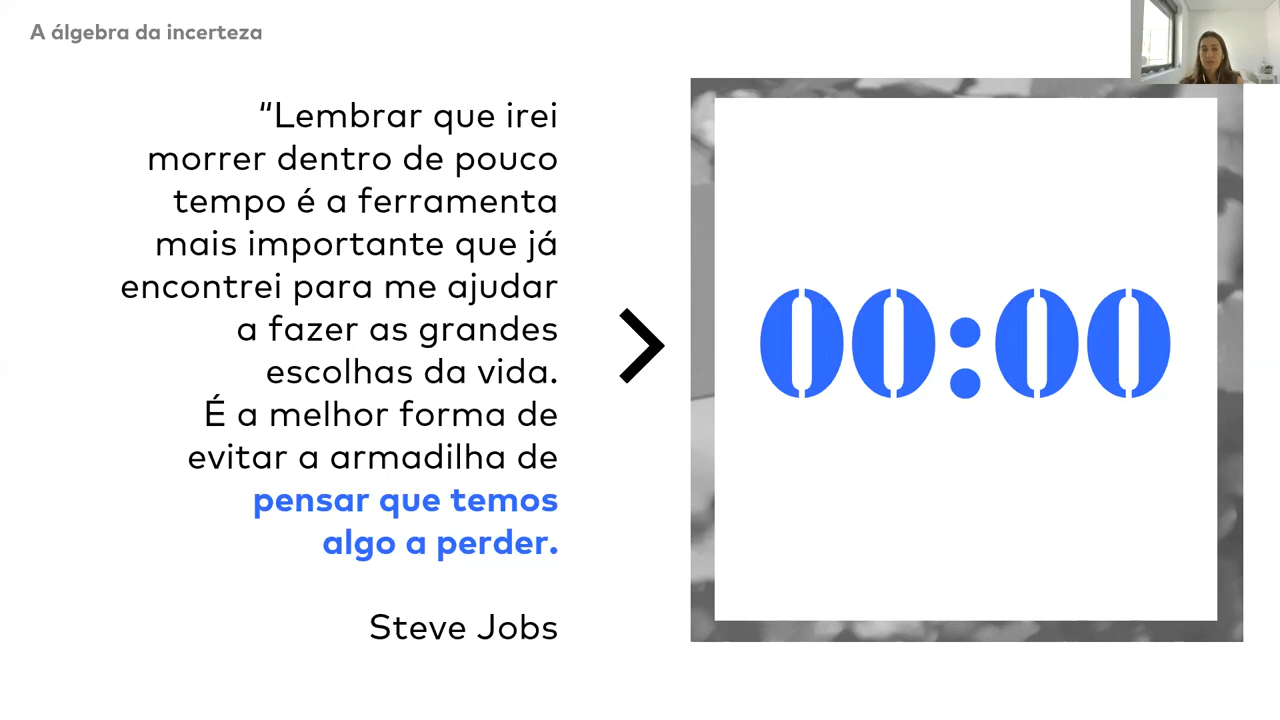 A álgebra da incerteza
“Lembrar que irei
morrer dentro de pouco
tempo é a ferramenta
mais importante que já
encontrei para me ajudar
a fazer as grandes
escolhas da vida.
É a melhor forma de
evitar a armadilha de
pensar que temos
algo a perder.
Steve Jobs
00:00